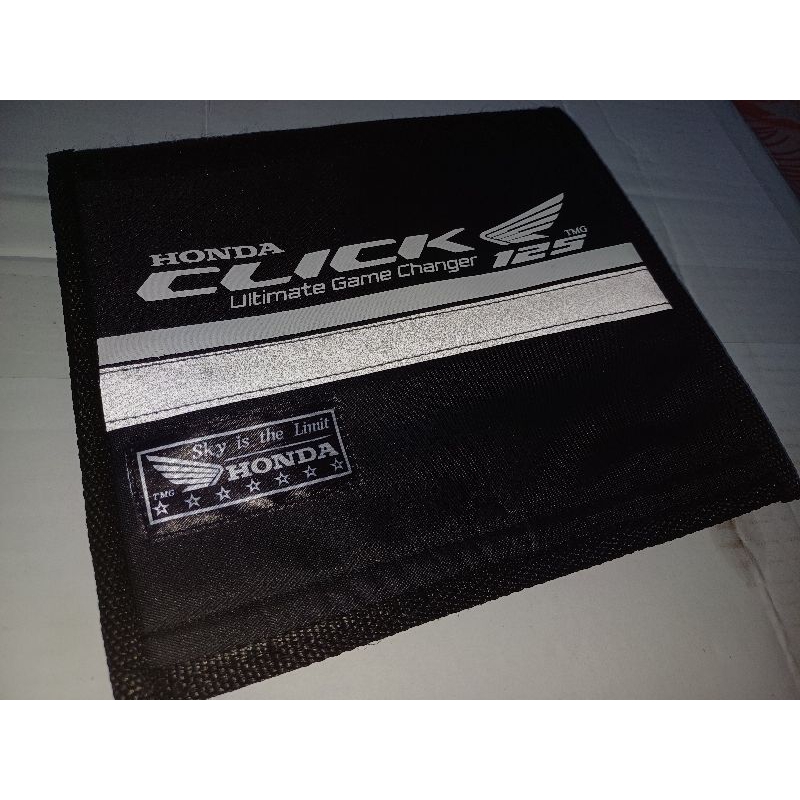 HONDA
CLICK 125 TMG
Ultimate Game Changer
Sky is the Limit
HONDA
TMG